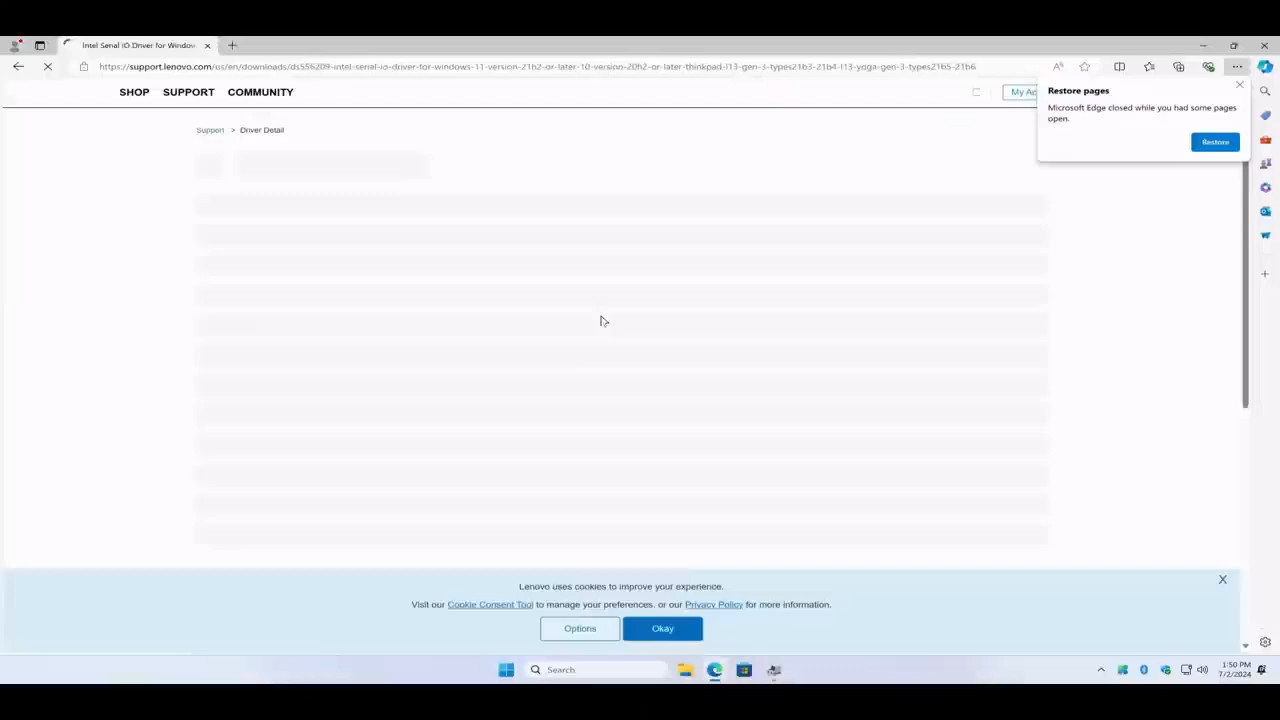 Intel Serial IO Driver for Window
https://support.lenovo.com/us/en/downloads/ds556209-intel-serial-io-driver-for-windows-11-version-21h2-or-later-10-version-20h2-or-later-thinkpad-l13-gen-3-types21b3-21b4-l13-yoga-gen-3-types21b5-21b6
SHOP SUPPORT COMMUNITY
My Ac
Restore pages
Microsoft Edge closed while you had some pages
open.
Restore
Support > Driver Detail
Lenovo uses cookies to improve your experience.
Visit our Cookie Consent Tool to manage your preferences, or our Privacy Policy for more information.
Options Okay
X
Search
1:50 PM
7/2/2024